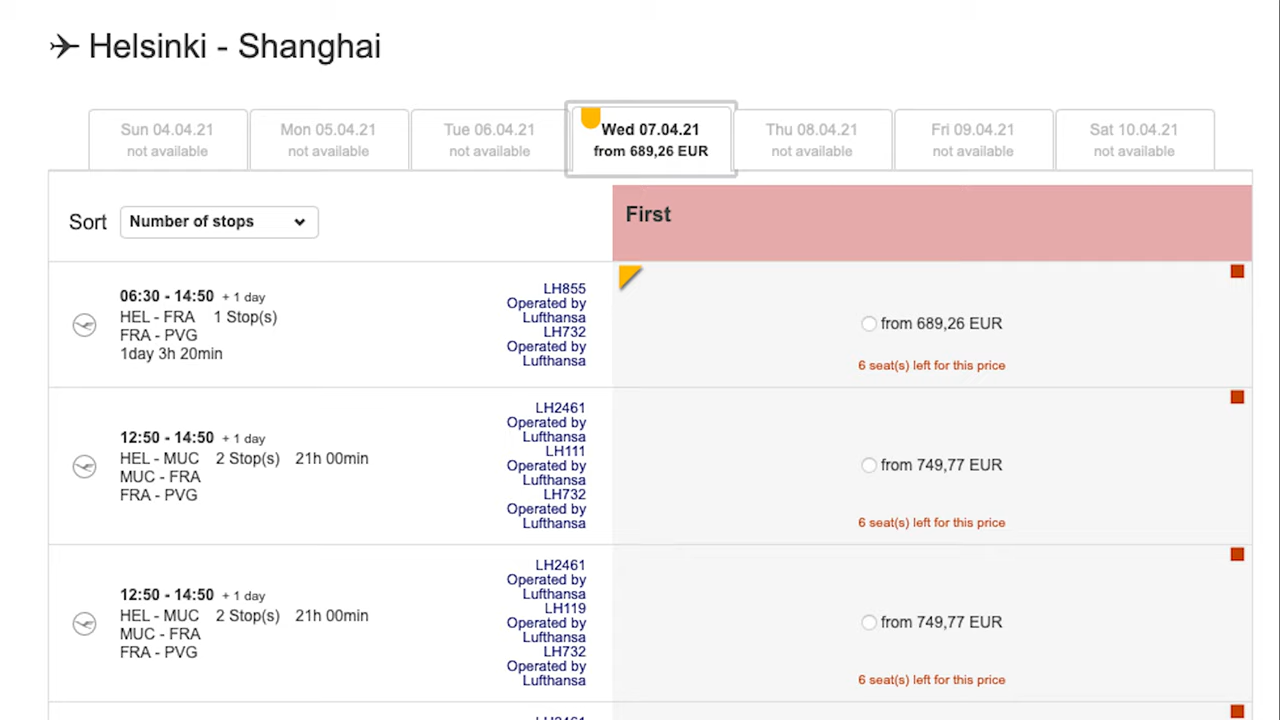 Helsinki - Shanghai
Sun 04.04.21
not available
Mon 05.04.21
not available
Tue 06.04.21
not available
Wed 07.04.21
from 689,26 EUR
Thu 08.04.21
not available
Fri 09.04.21
not available
Sat 10.04.21
not available
Sort
Number of stops
First
06:30 - 14:50 + 1 day
HEL - FRA 1 Stop(s)
FRA - PVG
1day 3h 20min
LH855
Operated by
Lufthansa
LH732
Operated by
Lufthansa
from 689,26 EUR
6 seat(s) left for this price
12:50 - 14:50 + 1 day
HEL - MUC 2 Stop(s) 21h 00min
MUC - FRA
FRA - PVG
LH2461
Operated by
Lufthansa
LH111
Operated by
Lufthansa
LH732
Operated by
Lufthansa
from 749,77 EUR
6 seat(s) left for this price
12:50 - 14:50 + 1 day
HEL - MUC 2 Stop(s) 21h 00min
MUC - FRA
FRA - PVG
LH2461
Operated by
Lufthansa
LH119
Operated by
Lufthansa
LH732
Operated by
Lufthansa
from 749,77 EUR
6 seat(s) left for this price